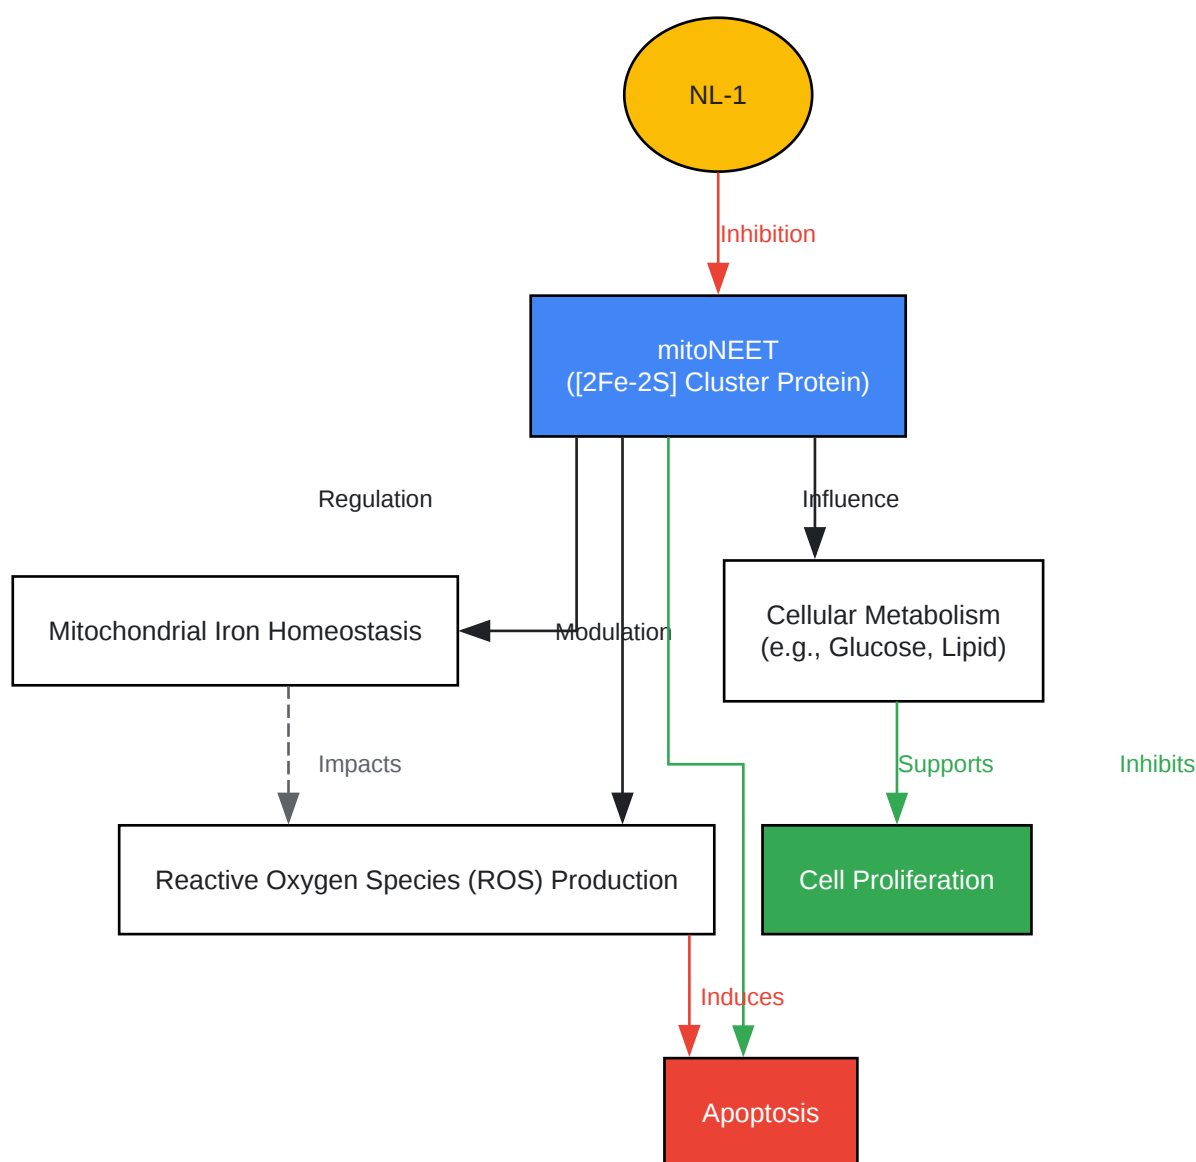 NL-1
Inhibition
mitoNEET
([2Fe-2S] Cluster Protein)
Regulation
Influence
Mitochondrial Iron Homeostasis
Modulation
Cellular Metabolism
(e.g., Glucose, Lipid)
Impacts
Supports
Inhibits
Reactive Oxygen Species (ROS) Production
Cell Proliferation
Induces
Apoptosis